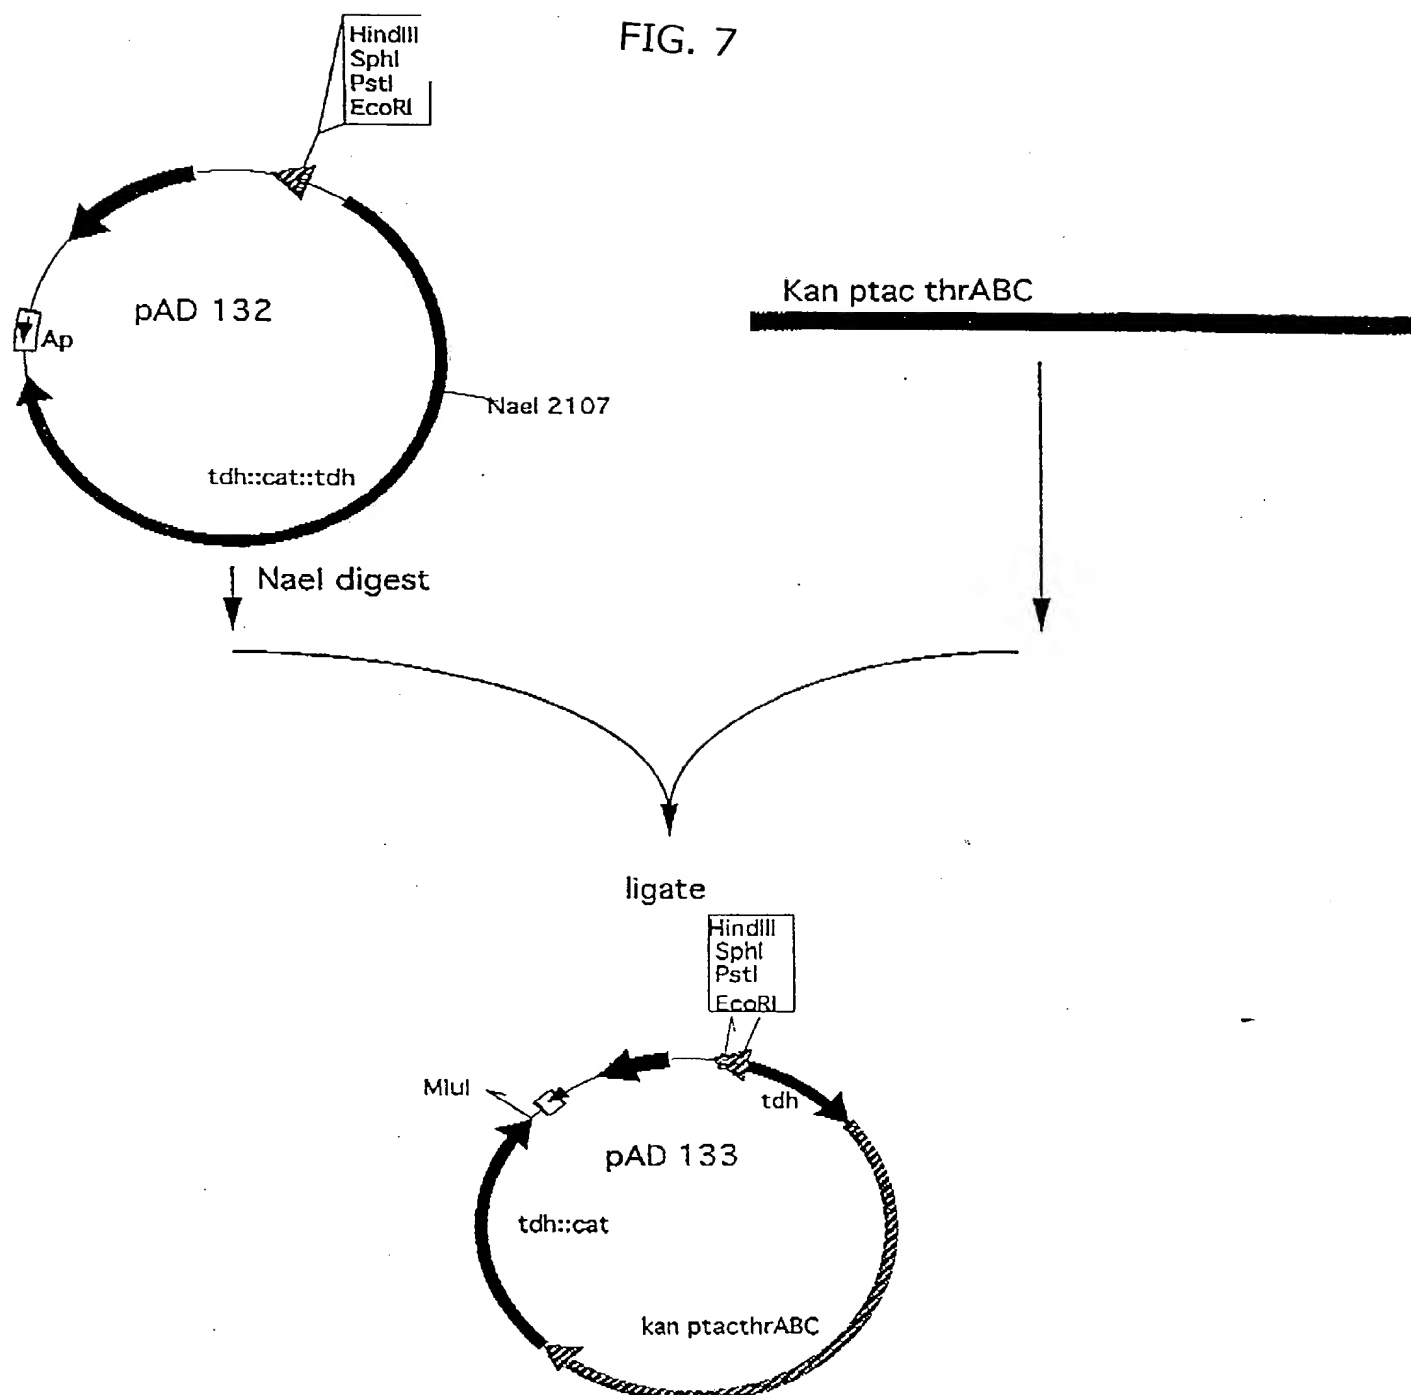 FIG. 7
HindIII
SphI
PstI
EcoRI
pAD 132
Ap
NaeI 2107
tdh::cat::tdh
Kan ptac thrABC
NaeI digest
ligate
HindIII
SphI
PstI
EcoRI
MluI
tdh
pAD 133
tdh::cat
kan ptacthrABC